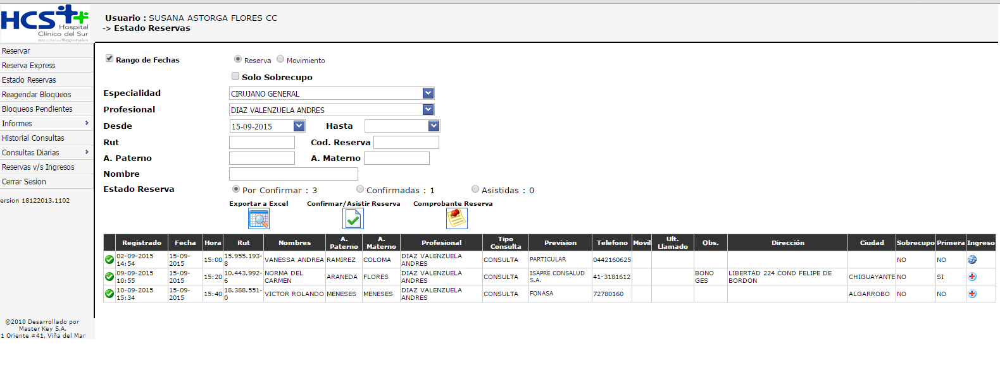 HCS
Hospital
Clínico del Sur
RED CLINICAS Regionales
Usuario : SUSANA ASTORGA FLORES CC
-> Estado Reservas
Reservar
Reserva Express
Estado Reservas
Reagendar Bloqueos
Bloqueos Pendientes
Informes
Historial Consultas
Consultas Diarias
Reservas v/s Ingresos
Cerrar Sesion
ersion 18122013.1102
©2010 Desarrollado por
Master Key S.A.
1 Oriente #41, Viña del Mar
Rango de Fechas Reserva Movimiento
Solo Sobrecupo
Especialidad CIRUJANO GENERAL
Profesional DIAZ VALENZUELA ANDRES
Desde 15-09-2015 Hasta
Rut Cod. Reserva
A. Paterno A. Materno
Nombre
Estado Reserva Por Confirmar : 3 Confirmadas : 1 Asistidas : 0
Exportar a Excel Confirmar/Asistir Reserva Comprobante Reserva
Registrado Fecha Hora Rut Nombres A. Paterno A. Materno Profesional Tipo Consulta Prevision Telefono Movil Ult. Llamado Obs. Dirección Ciudad Sobrecupo Primera Ingreso
02-09-2015 14:54 15-09-2015 15:00 15.955.193-8 VANESSA ANDREA RAMIREZ COLOMA DIAZ VALENZUELA ANDRES CONSULTA PARTICULAR 0442160625 NO NO
09-09-2015 10:55 15-09-2015 15:20 10.443.992-6 NORMA DEL CARMEN ARANEDA FLORES DIAZ VALENZUELA ANDRES CONSULTA ISAPRE CONSALUD S.A. 41-3181612 BONO GES LIBERTAD 224 COND FELIPE DE BORDON CHIGUAYANTE NO SI
10-09-2015 15:34 15-09-2015 15:40 18.388.551-0 VICTOR ROLANDO MENESES MENESES DIAZ VALENZUELA ANDRES CONSULTA FONASA 72780160 ALGARROBO NO NO